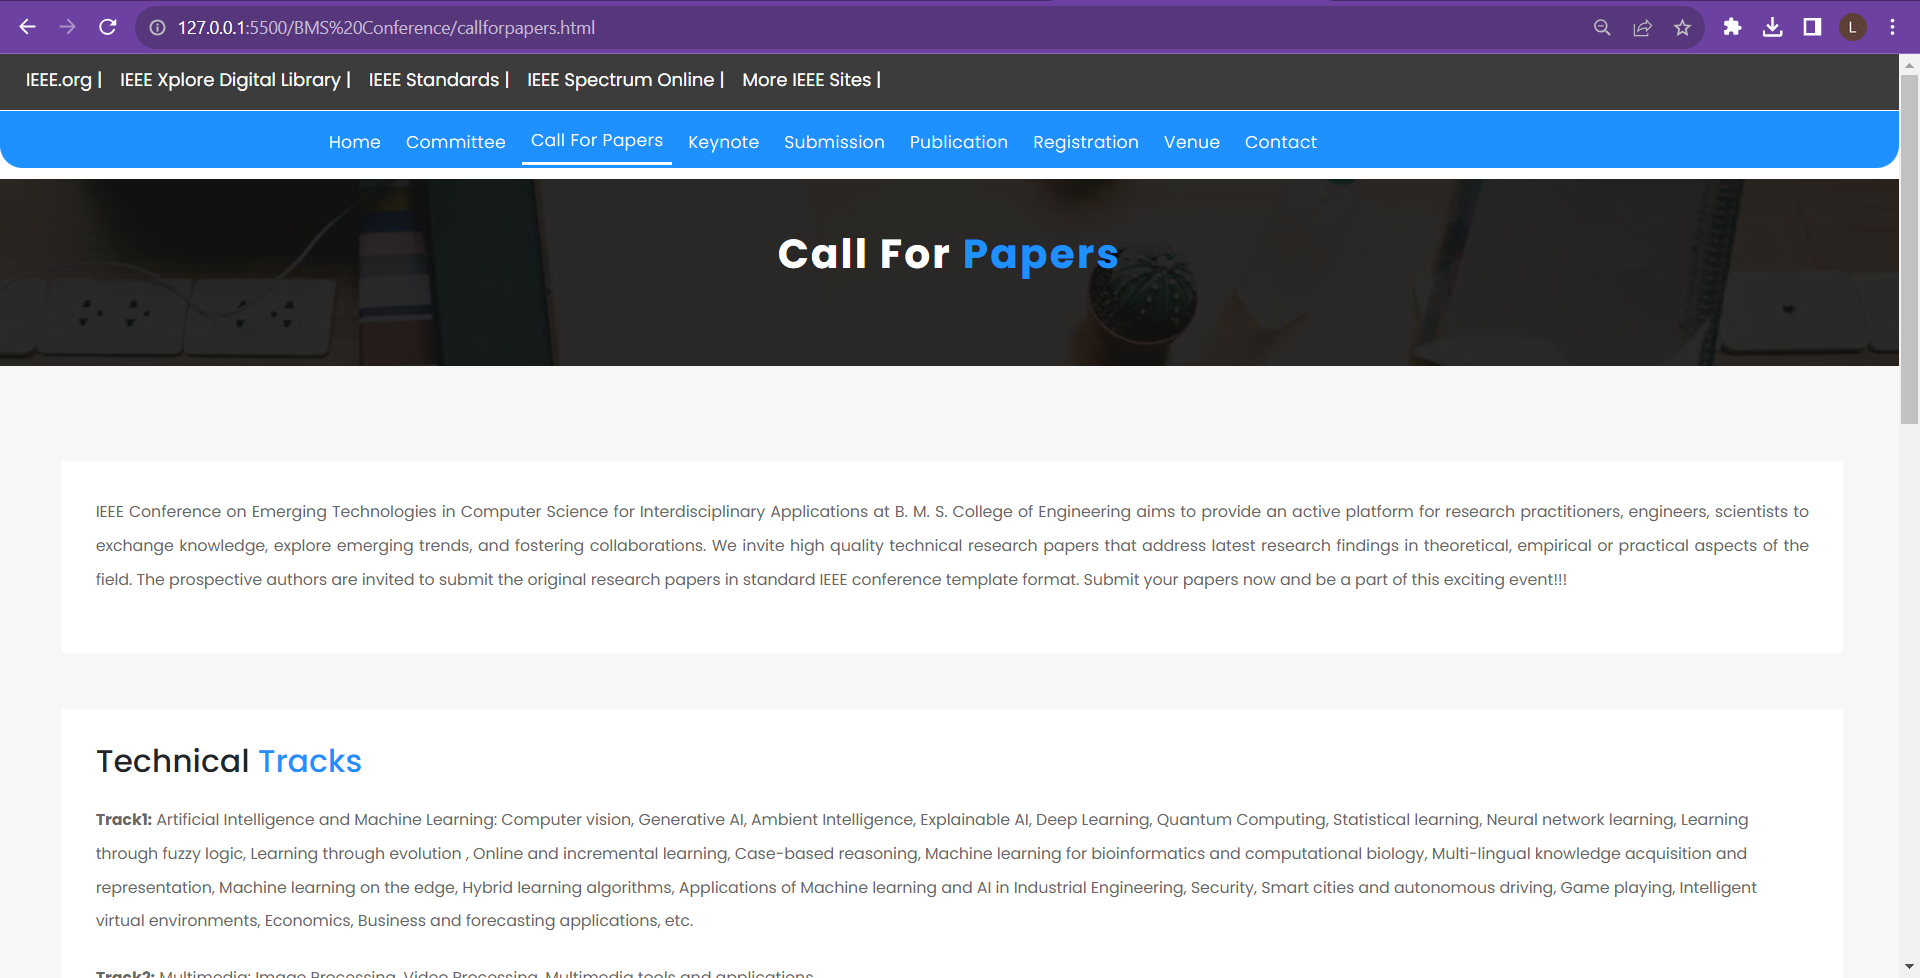 127.0.0.1:5500/BMS%20Conference/callforpapers.html
L
IEEE.org | IEEE Xplore Digital Library | IEEE Standards | IEEE Spectrum Online | More IEEE Sites |
Home Committee Call For Papers Keynote Submission Publication Registration Venue Contact
Call For Papers
IEEE Conference on Emerging Technologies in Computer Science for Interdisciplinary Applications at B. M. S. College of Engineering aims to provide an active platform for research practitioners, engineers, scientists to
exchange knowledge, explore emerging trends, and fostering collaborations. We invite high quality technical research papers that address latest research findings in theoretical, empirical or practical aspects of the
field. The prospective authors are invited to submit the original research papers in standard IEEE conference template format. Submit your papers now and be a part of this exciting event!!!
Technical Tracks
Track1: Artificial Intelligence and Machine Learning: Computer vision, Generative AI, Ambient Intelligence, Explainable AI, Deep Learning, Quantum Computing, Statistical learning, Neural network learning, Learning
through fuzzy logic, Learning through evolution , Online and incremental learning, Case-based reasoning, Machine learning for bioinformatics and computational biology, Multi-lingual knowledge acquisition and
representation, Machine learning on the edge, Hybrid learning algorithms, Applications of Machine learning and AI in Industrial Engineering, Security, Smart cities and autonomous driving, Game playing, Intelligent
virtual environments, Economics, Business and forecasting applications, etc.
Track2: Multimedia: Image Processing, Video Processing, Multimedia tools and applications